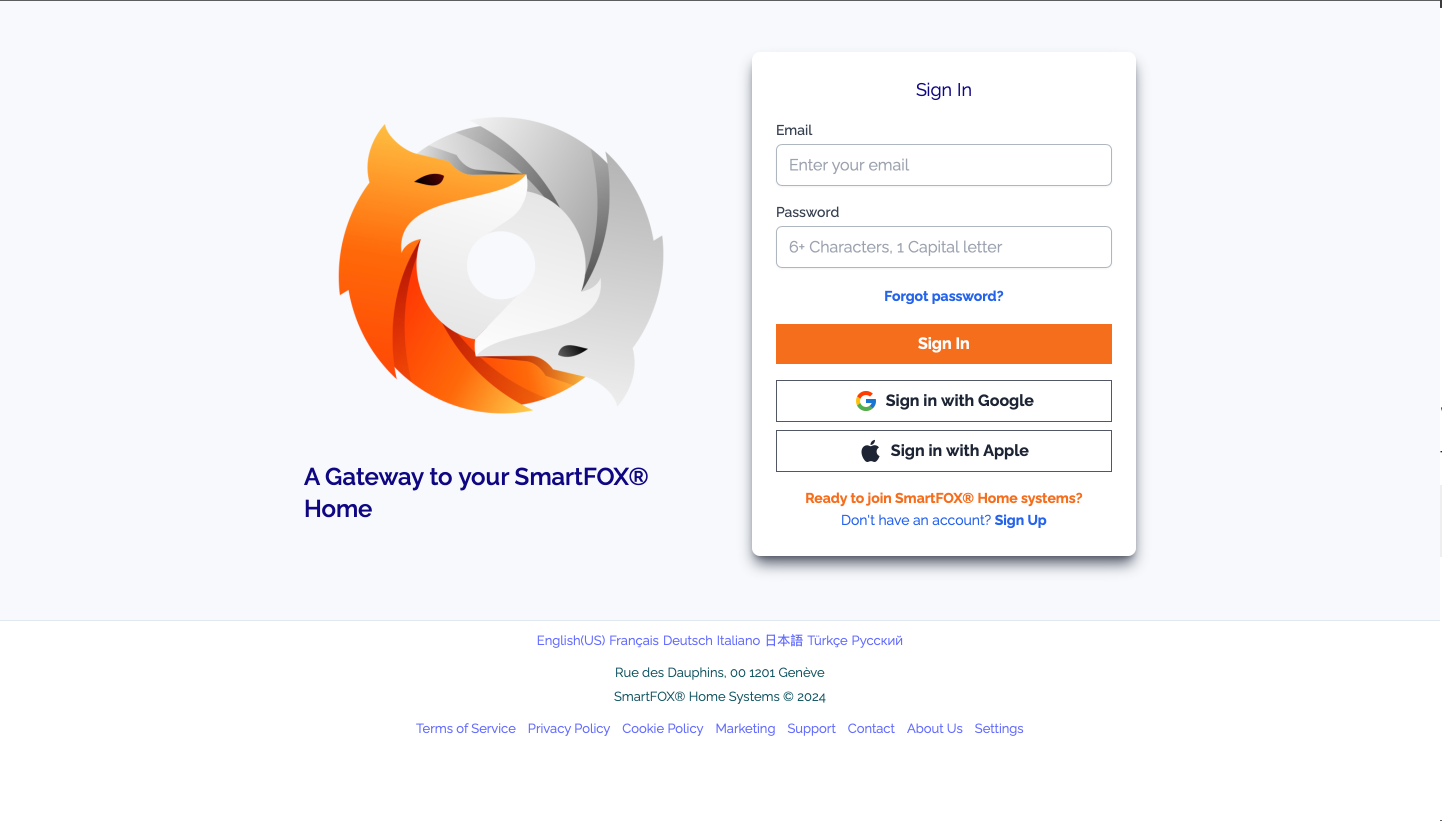 Sign In
Email
Enter your email
Password
6+ Characters, 1 Capital letter
Forgot password?
Sign In
Sign in with Google
Sign in with Apple
Ready to join SmartFOX® Home systems?
Don't have an account? Sign Up
A Gateway to your SmartFOX®
Home
English(US) Français Deutsch Italiano 日本語 Türkçe Русский
Rue des Dauphins, 00 1201 Genève
SmartFOX® Home Systems © 2024
Terms of Service Privacy Policy Cookie Policy Marketing Support Contact About Us Settings